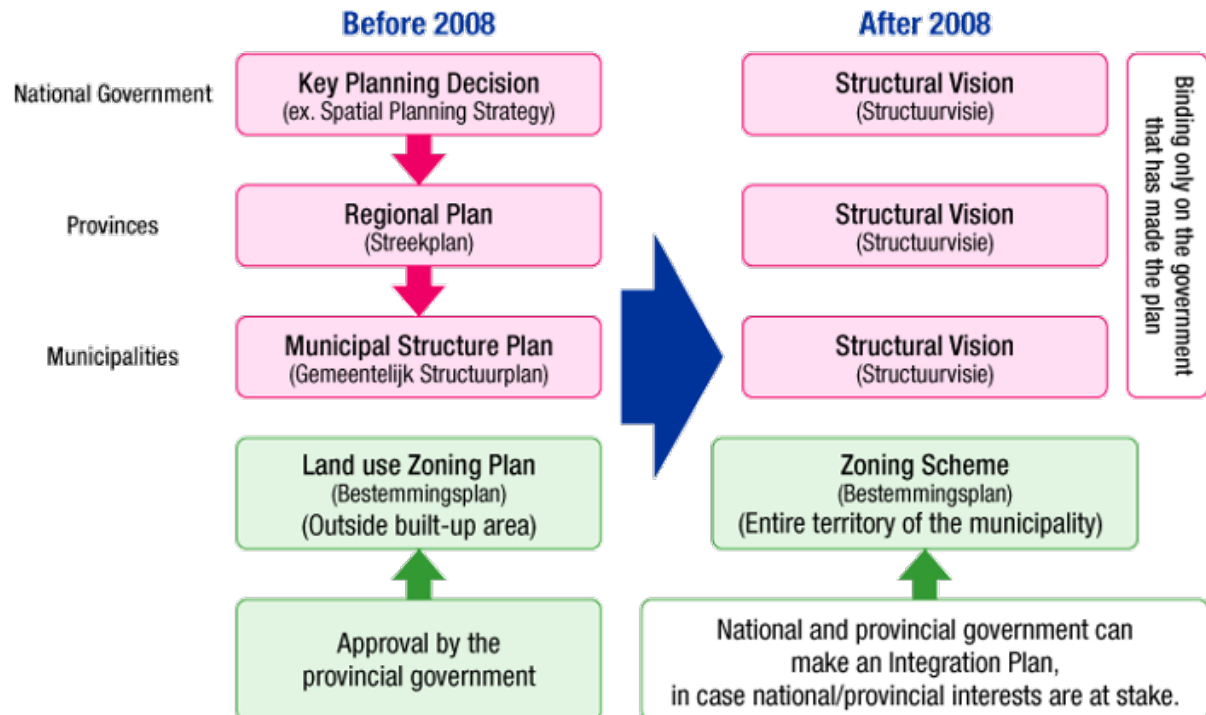 Before 2008
After 2008
National Government
Key Planning Decision
(ex. Spatial Planning Strategy)
Structural Vision
(Structuurvisie)
Binding only on the government
that has made the plan
Provinces
Regional Plan
(Streekplan)
Structural Vision
(Structuurvisie)
Municipalities
Municipal Structure Plan
(Gemeentelijk Structuurplan)
Structural Vision
(Structuurvisie)
Land use Zoning Plan
(Bestemmingsplan)
(Outside built-up area)
Zoning Scheme
(Bestemmingsplan)
(Entire territory of the municipality)
Approval by the
provincial government
National and provincial government can
make an Integration Plan,
in case national/provincial interests are at stake.